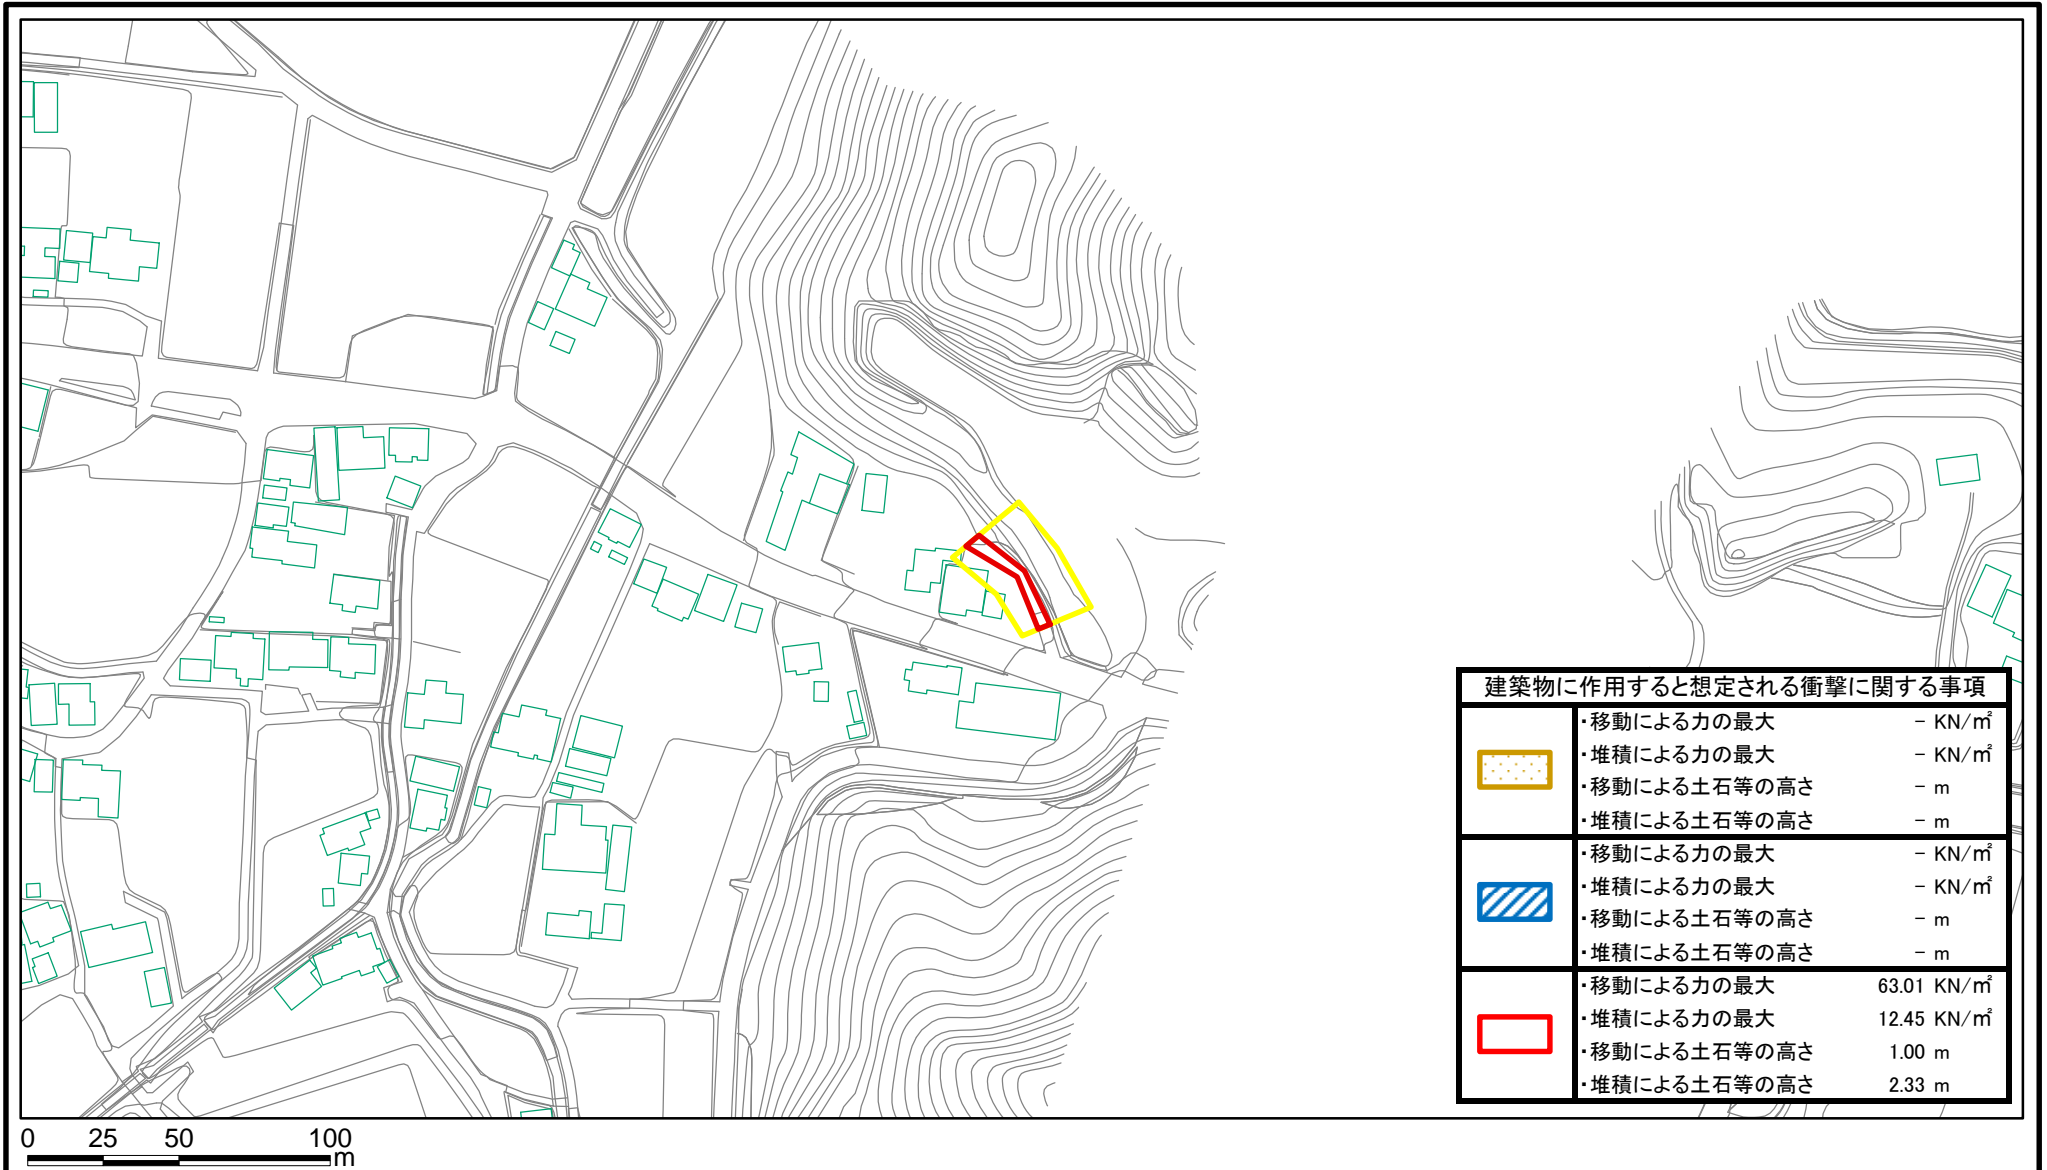 建築物に作用すると想定される衝撃に関する事項
・移動による力の最大 － KN/㎡
・堆積による力の最大 － KN/㎡
・移動による土石等の高さ － m
・堆積による土石等の高さ － m
・移動による力の最大 － KN/㎡
・堆積による力の最大 － KN/㎡
・移動による土石等の高さ － m
・堆積による土石等の高さ － m
・移動による力の最大 63.01 KN/㎡
・堆積による力の最大 12.45 KN/㎡
・移動による土石等の高さ 1.00 m
・堆積による土石等の高さ 2.33 m
0 25 50 100
m